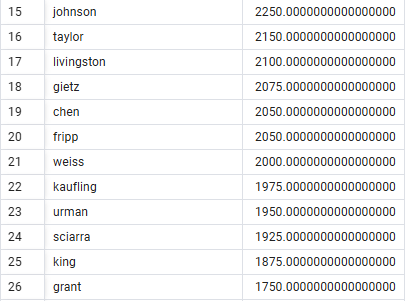 15 johnson 2250.0000000000000000
16 taylor 2150.0000000000000000
17 livingston 2100.0000000000000000
18 gietz 2075.0000000000000000
19 chen 2050.0000000000000000
20 fripp 2050.0000000000000000
21 weiss 2000.0000000000000000
22 kaufling 1975.0000000000000000
23 urman 1950.0000000000000000
24 sciarra 1925.0000000000000000
25 king 1875.0000000000000000
26 grant 1750.0000000000000000